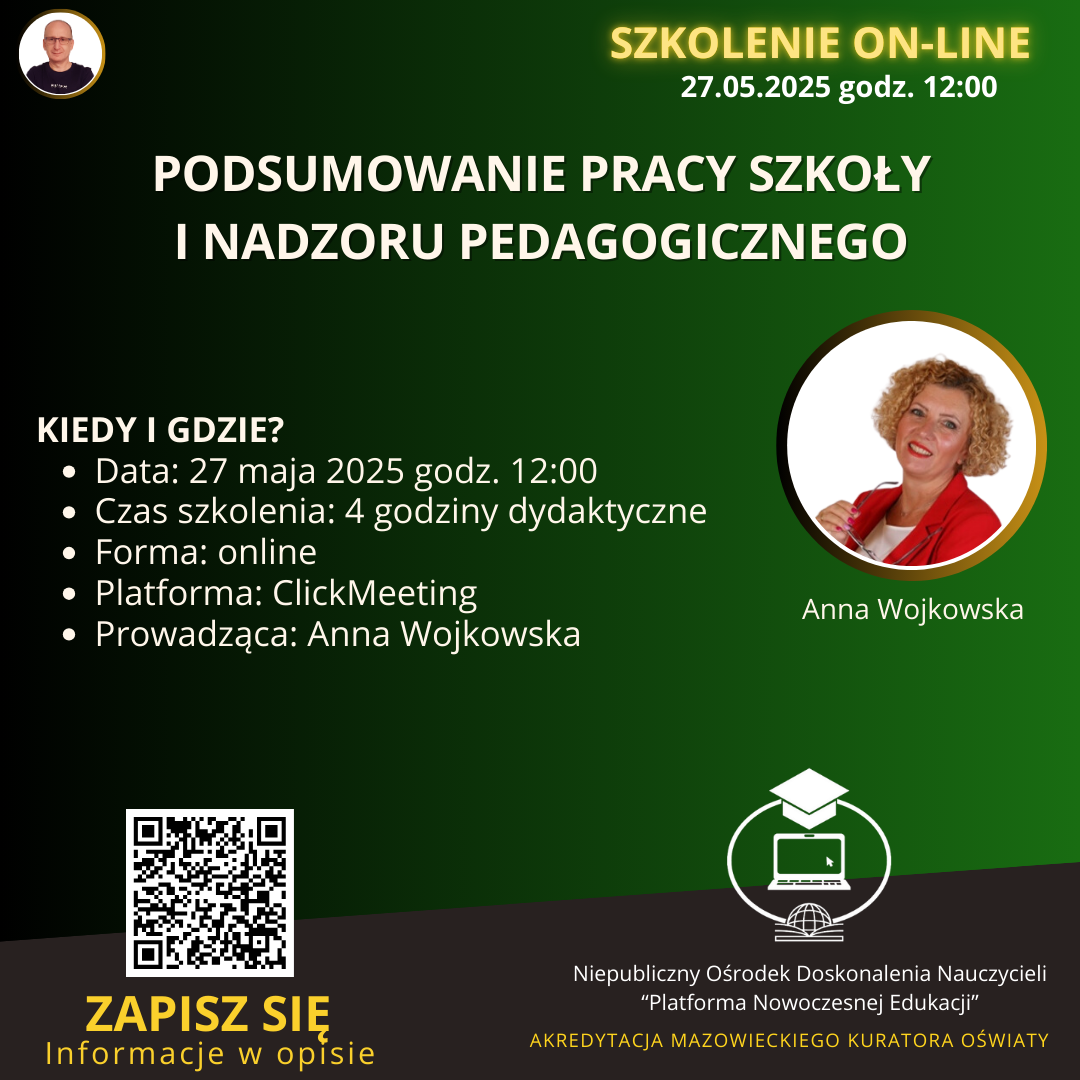 SZKOLENIE ON-LINE
27.05.2025 godz. 12:00
PODSUMOWANIE PRACY SZKOŁY
I NADZORU PEDAGOGICZNEGO
KIEDY I GDZIE?
• Data: 27 maja 2025 godz. 12:00
• Czas szkolenia: 4 godziny dydaktyczne
• Forma: online
• Platforma: ClickMeeting
• Prowadząca: Anna Wojkowska
Anna Wojkowska
ZAPISZ SIĘ
Informacje w opisie
Niepubliczny Ośrodek Doskonalenia Nauczycieli
“Platforma Nowoczesnej Edukacji”
AKREDYTACJA MAZOWIECKIEGO KURATORA OŚWIATY